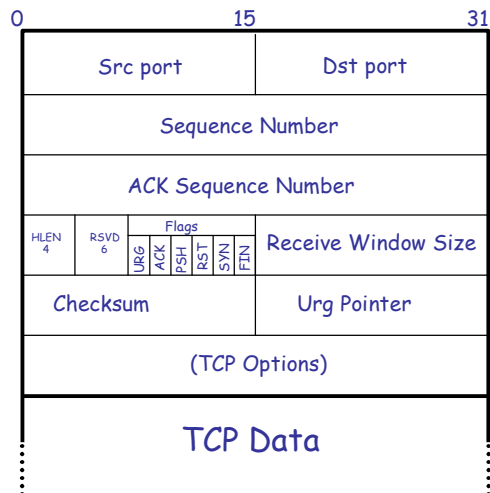 0 15 31
Src port Dst port
Sequence Number
ACK Sequence Number
HLEN
4
RSVD
6
Flags
URG ACK PSH RST SYN FIN
Receive Window Size
Checksum Urg Pointer
(TCP Options)
TCP Data